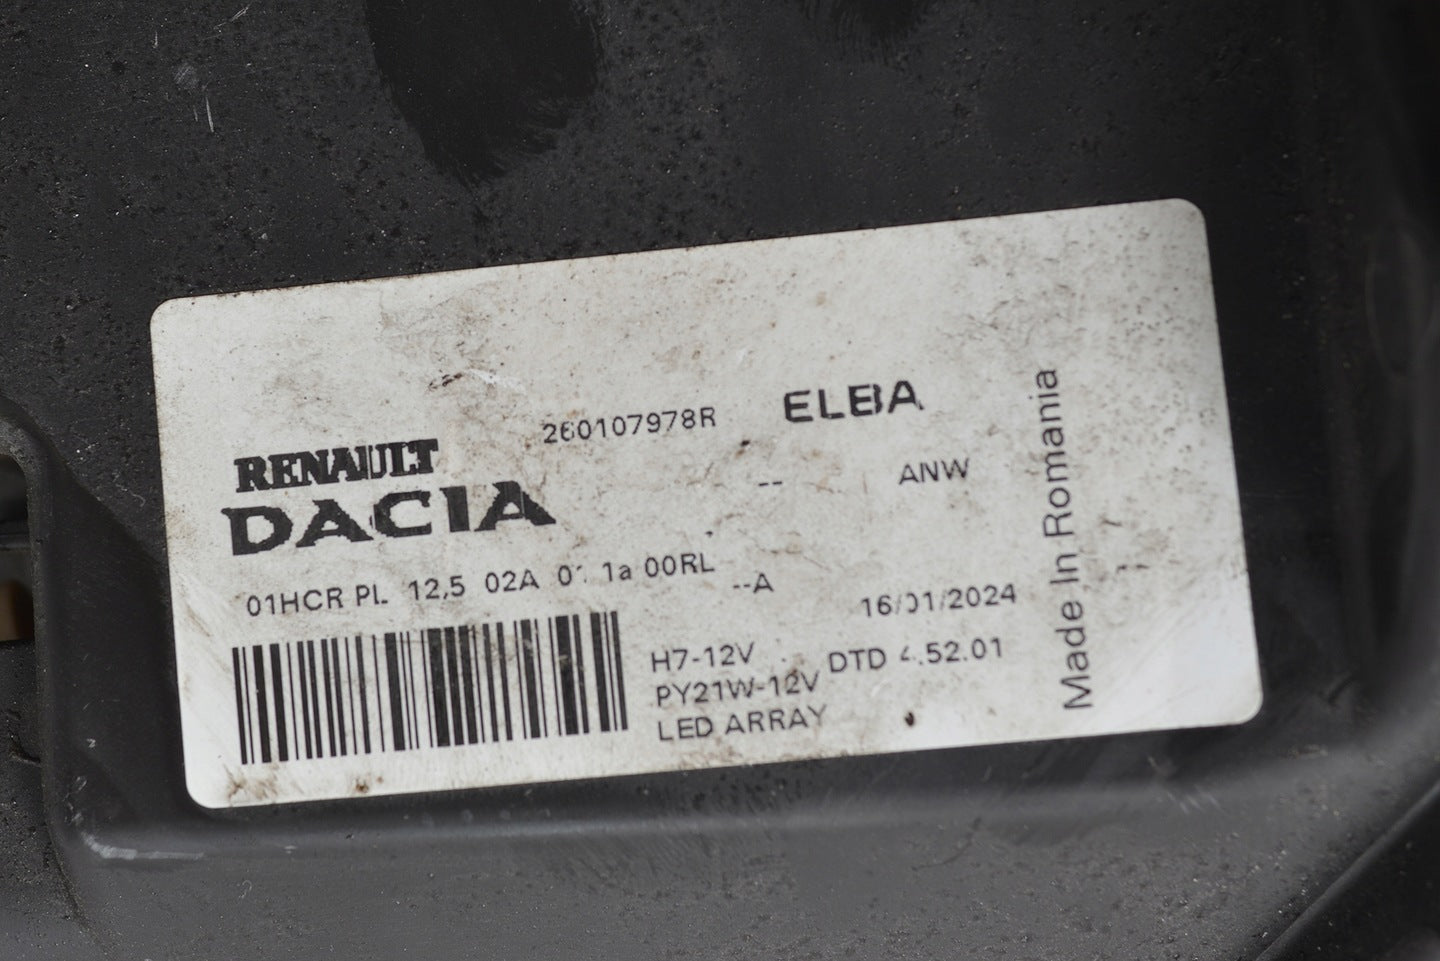 260107978R
ELBA
RENAULT
DACIA
-- ANW
01HCR PL 12,5 02A 01 1a 00RL
--A
16/01/2024
H7-12V
DTD 4.52.01
PY21W-12V
LED ARRAY
Made In Romania